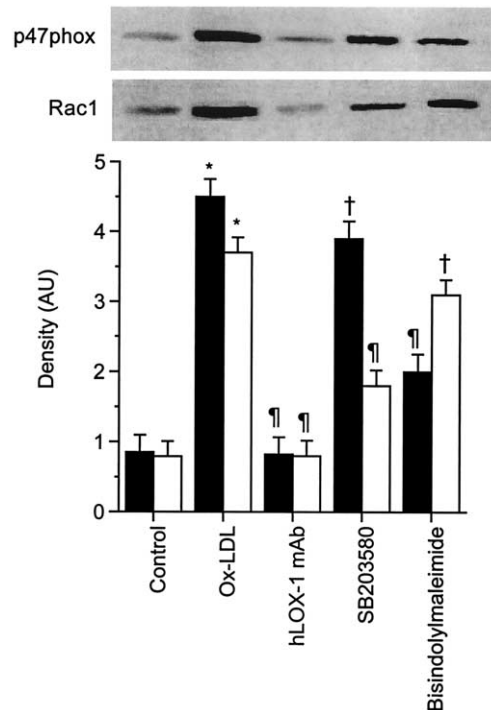 p47phox
Rac1
5
*
*
†
4
†
3
Density (AU)
¶
¶
2
¶ ¶
1
0
Control
Ox-LDL
hLOX-1 mAb
SB203580
Bisindolylmaleimide